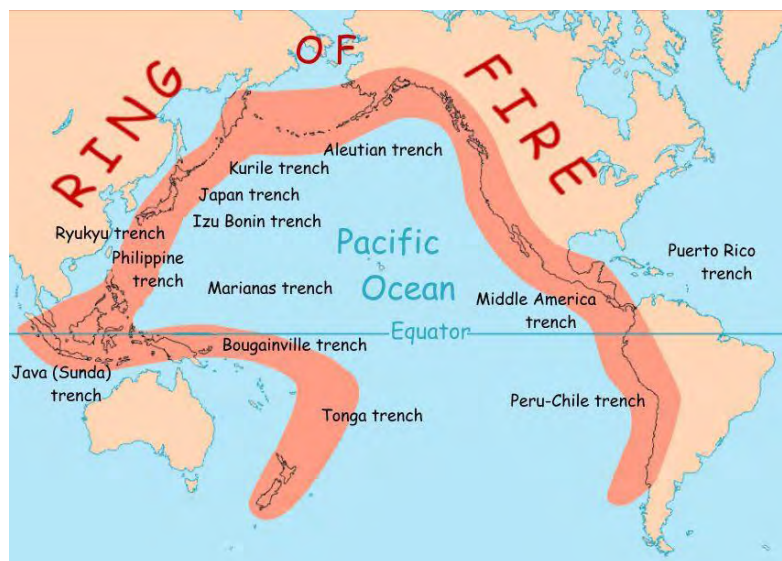 RING OF FIRE
Aleutian trench
Kurile trench
Japan trench
Izu Bonin trench
Ryukyu trench
Philippine
trench
Pacific
Ocean
Puerto Rico
trench
Marianas trench
Middle America
trench
Equator
Bougainville trench
Java (Sunda)
trench
Tonga trench
Peru-Chile trench